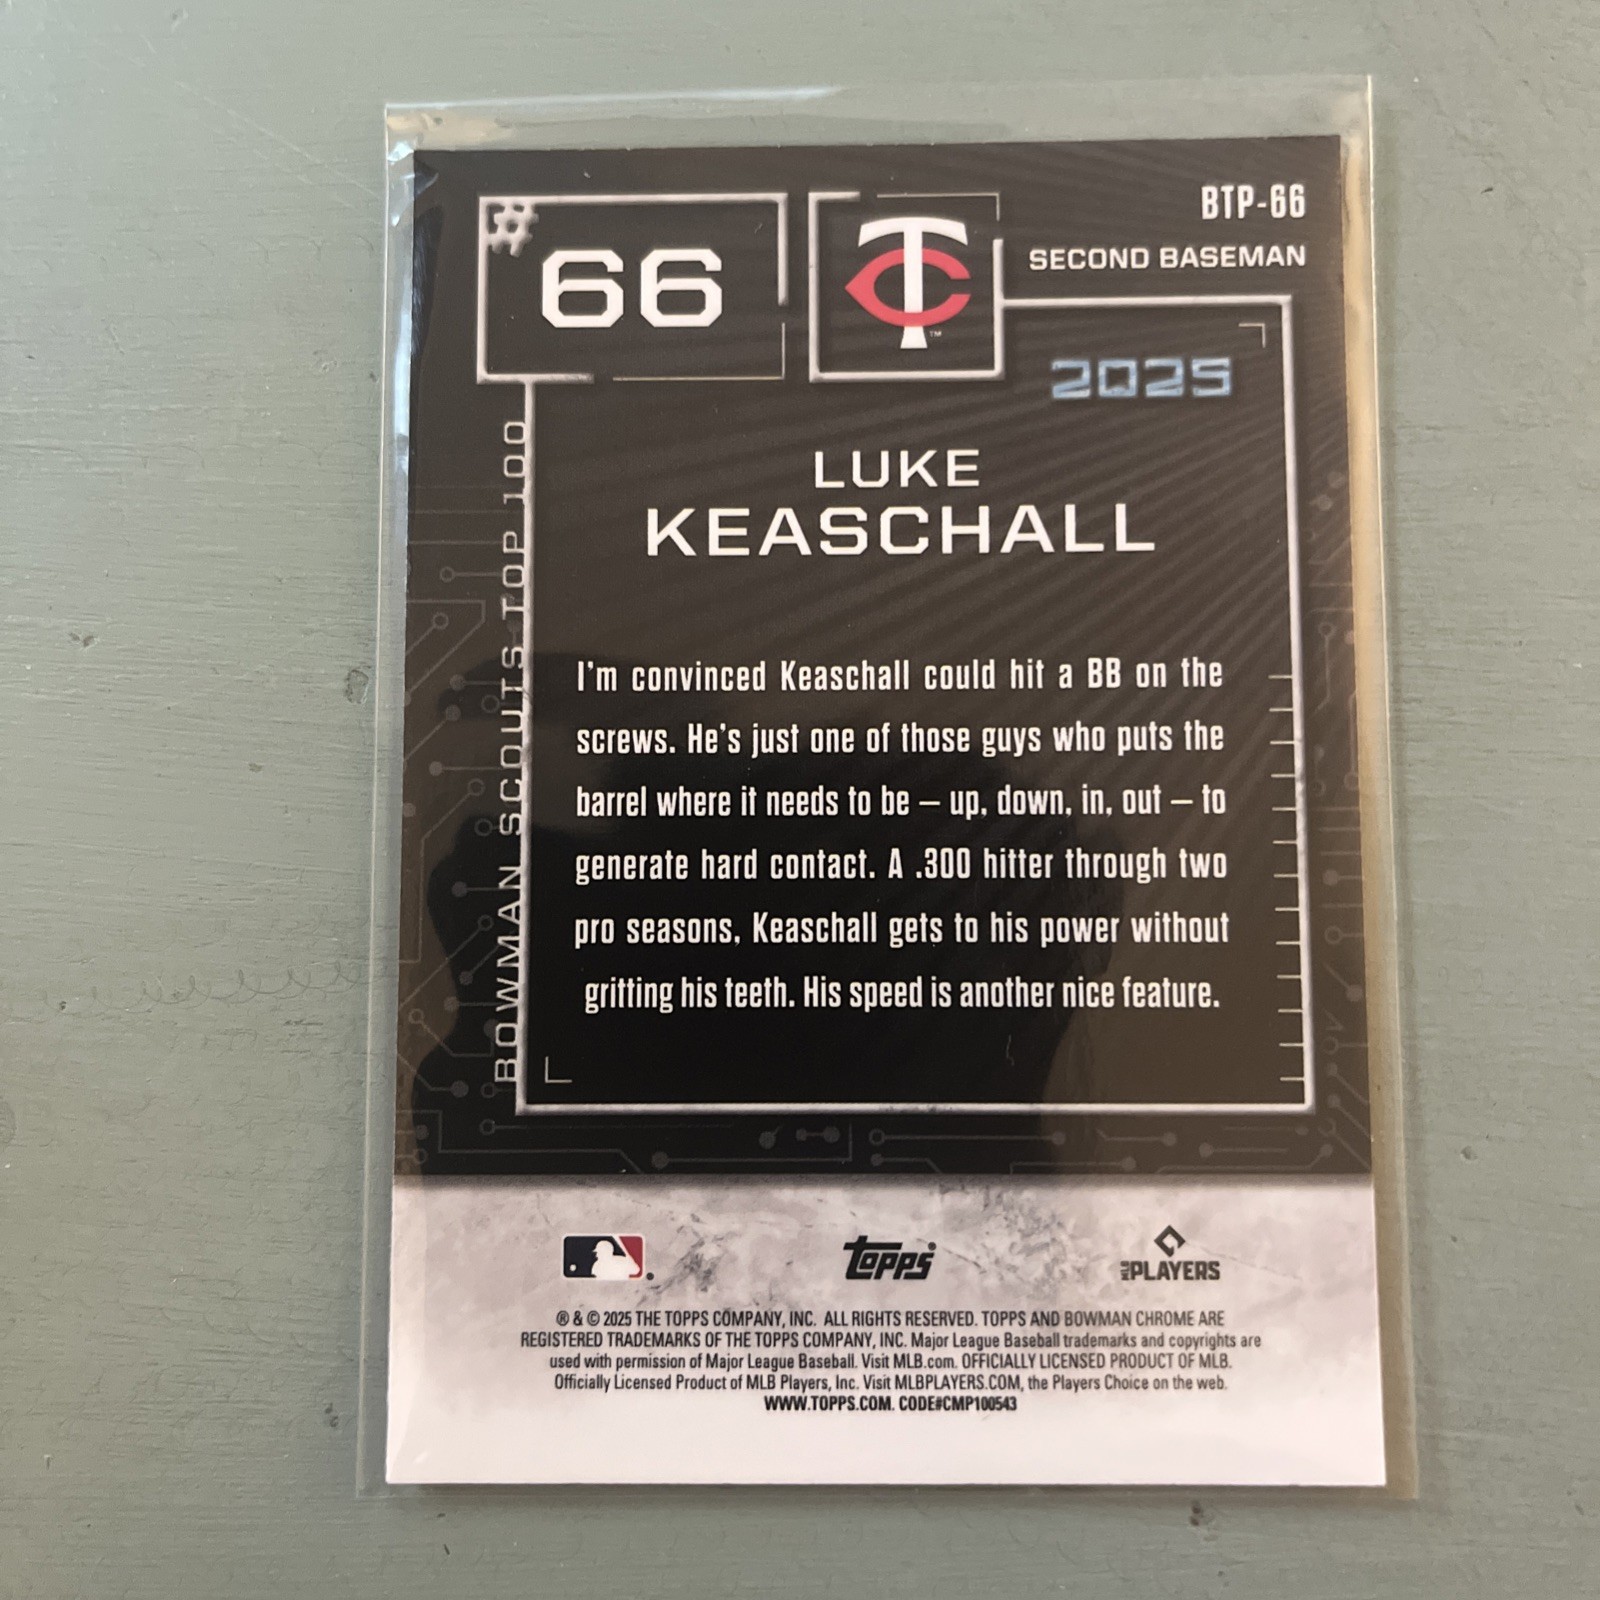 # 66
TC
™
BTP-66
SECOND BASEMAN
2025
BOWMAN SCOUTS TOP 100
LUKE
KEASCHALL
I'm convinced Keaschall could hit a BB on the
screws. He's just one of those guys who puts the
barrel where it needs to be – up, down, in, out – to
generate hard contact. A .300 hitter through two
pro seasons, Keaschall gets to his power without
gritting his teeth. His speed is another nice feature.
Topps®
MLB PLAYERS
® & © 2025 THE TOPPS COMPANY, INC. ALL RIGHTS RESERVED. TOPPS AND BOWMAN CHROME ARE
REGISTERED TRADEMARKS OF THE TOPPS COMPANY, INC. Major League Baseball trademarks and copyrights are
used with permission of Major League Baseball. Visit MLB.com. OFFICIALLY LICENSED PRODUCT OF MLB.
Officially Licensed Product of MLB Players, Inc. Visit MLBPLAYERS.COM, the Players Choice on the web.
WWW.TOPPS.COM. CODE#CMP100543